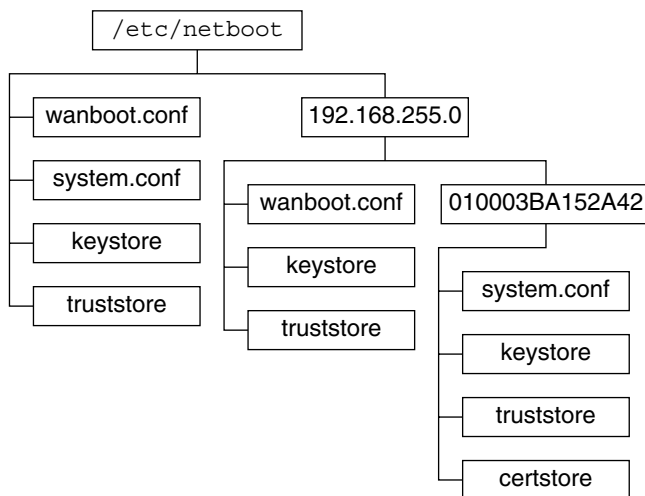 /etc/netboot
wanboot.conf
system.conf
keystore
truststore
192.168.255.0
wanboot.conf
keystore
truststore
010003BA152A42
system.conf
keystore
truststore
certstore